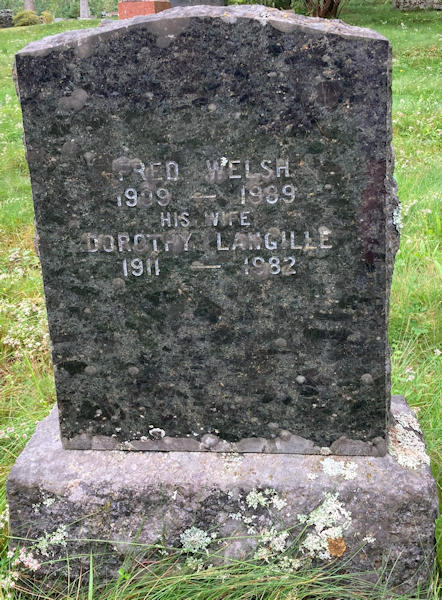 FRED WELSH
1909 — 1989
HIS WIFE
DOROTHY LANGILLE
1911 — 1982